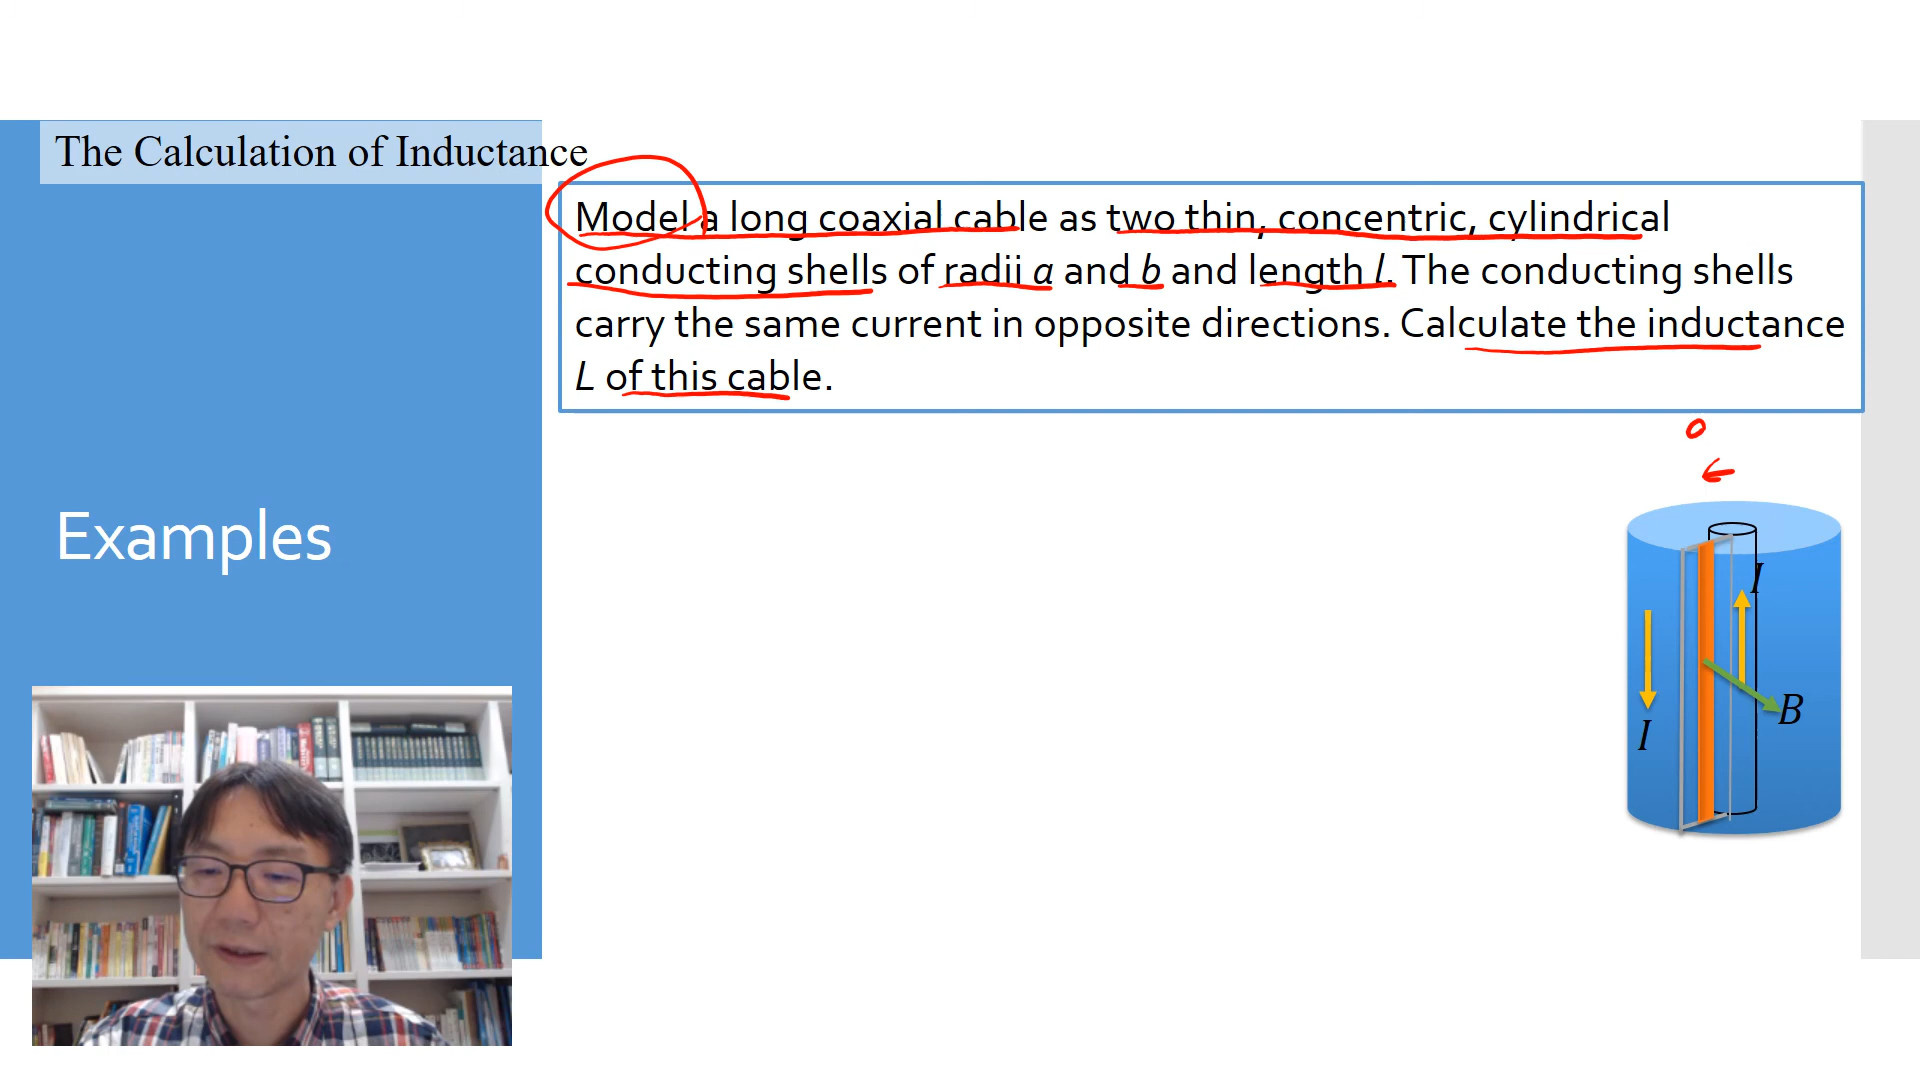 The Calculation of Inductance
Model a long coaxial cable as two thin, concentric, cylindrical
conducting shells of radii a and b and length l. The conducting shells
carry the same current in opposite directions. Calculate the inductance
L of this cable.
Examples
I
I
B